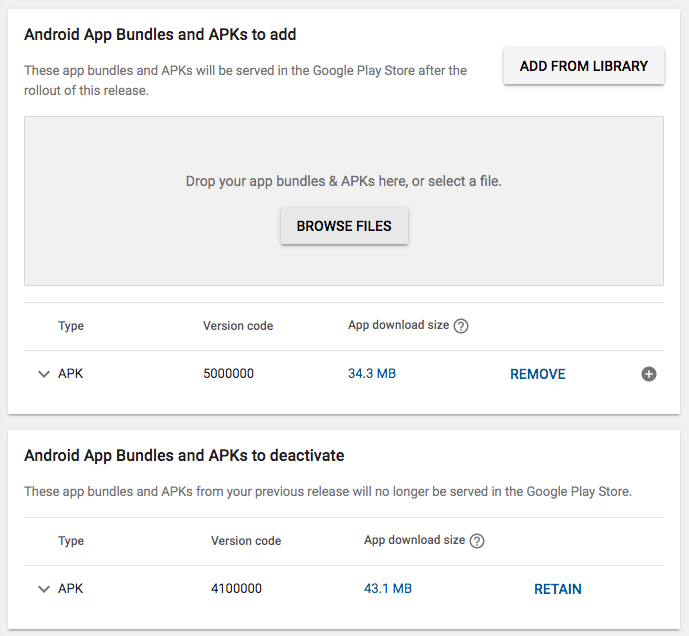 Android App Bundles and APKs to add
These app bundles and APKs will be served in the Google Play Store after the
rollout of this release.
ADD FROM LIBRARY
Drop your app bundles & APKs here, or select a file.
BROWSE FILES
Type Version code App download size ?
APK 5000000 34.3 MB REMOVE
Android App Bundles and APKs to deactivate
These app bundles and APKs from your previous release will no longer be served in the Google Play Store.
Type Version code App download size ?
APK 4100000 43.1 MB RETAIN